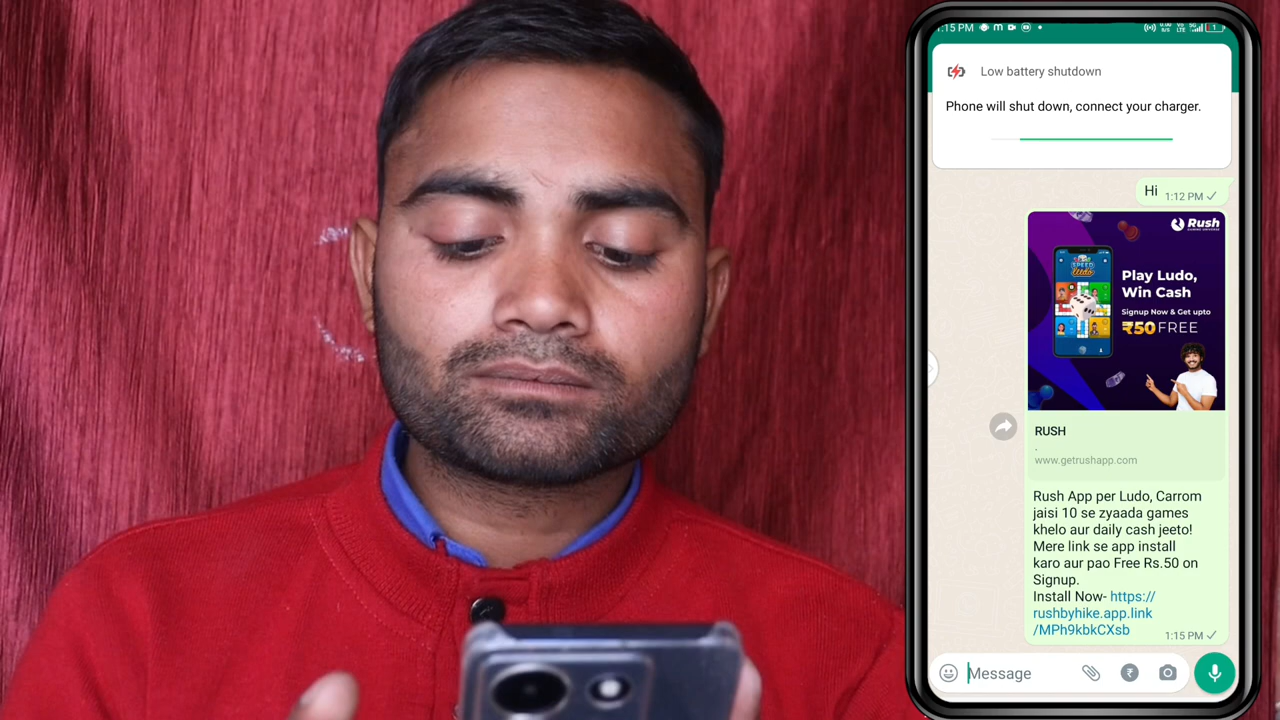 1:15 PM
Low battery shutdown
Phone will shut down, connect your charger.
Hi 1:12 PM
Rush
Play Ludo,
Win Cash
Signup Now & Get upto
₹50 FREE
RUSH
.
www.getrushapp.com
Rush App per Ludo, Carrom
jaisi 10 se zyaada games
khelo aur daily cash jeeto!
Mere link se app install
karo aur pao Free Rs.50 on
Signup.
Install Now- https://
rushbyhike.app.link
/MPh9kbkCXsb
1:15 PM
Message